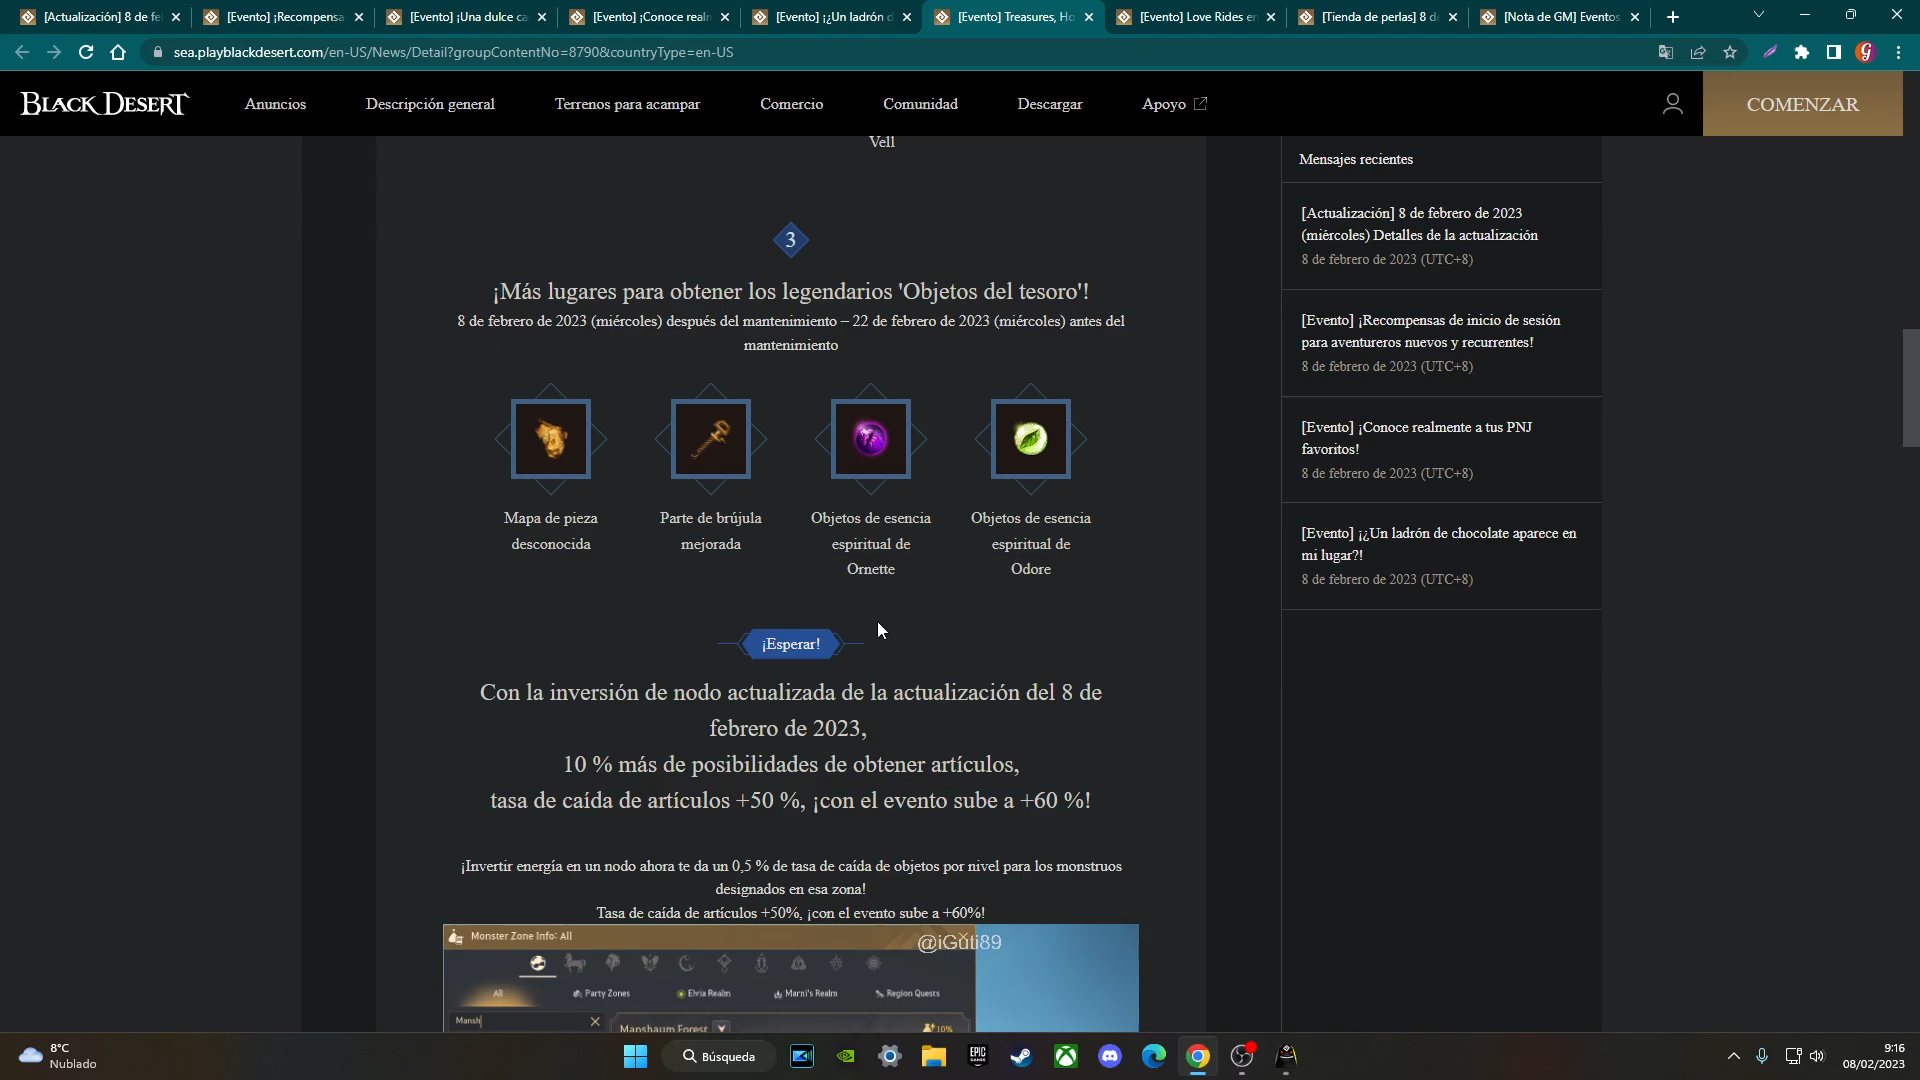 [Actualización] 8 de fe
[Evento] ¡Recompensa
[Evento] ¡Una dulce ca
[Evento] ¡Conoce realn
[Evento] ¡¿Un ladrón d
[Evento] Treasures, Ho
[Evento] Love Rides en
[Tienda de perlas] 8 d
[Nota de GM] Eventos
sea.playblackdesert.com/en-US/News/Detail?groupContentNo=8790&countryType=en-US
BLACK DESERT
Anuncios
Descripción general
Terrenos para acampar
Comercio
Comunidad
Descargar
Apoyo
COMENZAR
Vell
3
¡Más lugares para obtener los legendarios 'Objetos del tesoro'!
8 de febrero de 2023 (miércoles) después del mantenimiento – 22 de febrero de 2023 (miércoles) antes del
mantenimiento
Mapa de pieza
desconocida
Parte de brújula
mejorada
Objetos de esencia
espiritual de
Ornette
Objetos de esencia
espiritual de
Odore
¡Esperar!
Con la inversión de nodo actualizada de la actualización del 8 de
febrero de 2023,
10 % más de posibilidades de obtener artículos,
tasa de caída de artículos +50 %, ¡con el evento sube a +60 %!
¡Invertir energía en un nodo ahora te da un 0,5 % de tasa de caída de objetos por nivel para los monstruos
designados en esa zona!
Tasa de caída de artículos +50%, ¡con el evento sube a +60%!
Monster Zone Info: All
@iGuti89
All
Party Zones
Elvia Realm
Marni's Realm
Region Quests
Mansh
Manshaum Forest
10%
Mensajes recientes
[Actualización] 8 de febrero de 2023
(miércoles) Detalles de la actualización
8 de febrero de 2023 (UTC+8)
[Evento] ¡Recompensas de inicio de sesión
para aventureros nuevos y recurrentes!
8 de febrero de 2023 (UTC+8)
[Evento] ¡Conoce realmente a tus PNJ
favoritos!
8 de febrero de 2023 (UTC+8)
[Evento] ¡¿Un ladrón de chocolate aparece en
mi lugar?!
8 de febrero de 2023 (UTC+8)
8°C
Nublado
Búsqueda
EPIC
GAMES
9:16
08/02/2023